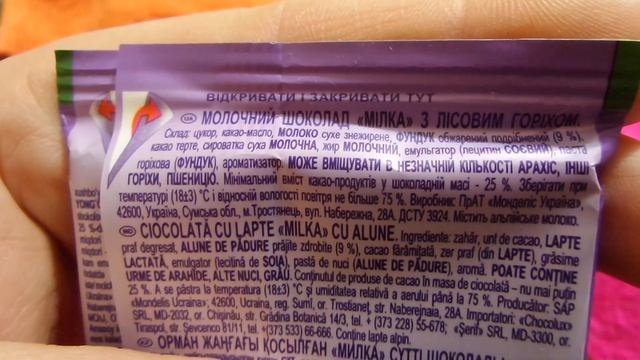 ВІДКРИВАТИ І ЗАКРИВАТИ ТУТ
UA МОЛОЧНИЙ ШОКОЛАД «МІЛКА» З ЛІСОВИМ ГОРІХОМ.
Склад: цукор, какао-масло, МОЛОКО сухе знежирене, ФУНДУК обжарений подрібнений (9 %),
какао терте, сироватка суха МОЛОЧНА, жир МОЛОЧНИЙ, емульгатор (лецитин СОЄВИЙ), паста
горіхова (ФУНДУК), ароматизатор. МОЖЕ ВМІЩУВАТИ В НЕЗНАЧНІЙ КІЛЬКОСТІ АРАХІС, ІНШІ
ГОРІХИ, ПШЕНИЦЮ. Мінімальний вміст какао-продуктів у шоколадній масі - 25 %. Зберігати при
температурі (18±3) °С і відносній вологості повітря не більше 75 %. Виробник: ПрАТ «Монделіс Україна»,
42600, Україна, Сумська обл., м.Тростянець, вул. Набережна, 28А. ДСТУ 3924. Містить альпійське молоко.
MD CIOCOLATĂ CU LAPTE «MILKA» CU ALUNE. Ingrediente: zahăr, unt de cacao, LAPTE
praf degresat, ALUNE DE PĂDURE prăjite zdrobite (9 %), cacao fărâmițată, zer praf (din LAPTE), grăsime
LACTATĂ, emulgator (lecitină de SOIA), pastă de nuci (ALUNE DE PĂDURE), aromă. POATE CONȚINE
URME DE ARAHIDE, ALTE NUCI, GRÂU. Conținutul de produse de cacao în masa de ciocolată – nu mai puțin
25 %. A se păstra la temperatura (18±3) °C și umiditatea relativă a aerului până la 75 %. Producător: SAP
«Mondelis Ucraina»; 42600, Ucraina, reg. Sumî, or. Trostianeț, str. Naberejnaia, 28A. Importatori: «Chocolux»
SRL, MD-2032, or. Chișinău, str. Grădina Botanică 14/3, tel. + (373 229) 55-678; «Șerif» SRL, MD-3300, or.
Tiraspol, str. Șevcenco 81/11, tel. +(373 533) 66-666. Conține lapte alpin.
ОРМАН ЖАҢҒАҒЫ ҚОСЫЛҒАН «МИЛКА» СҮТТІ ШОКОЛАДЫ